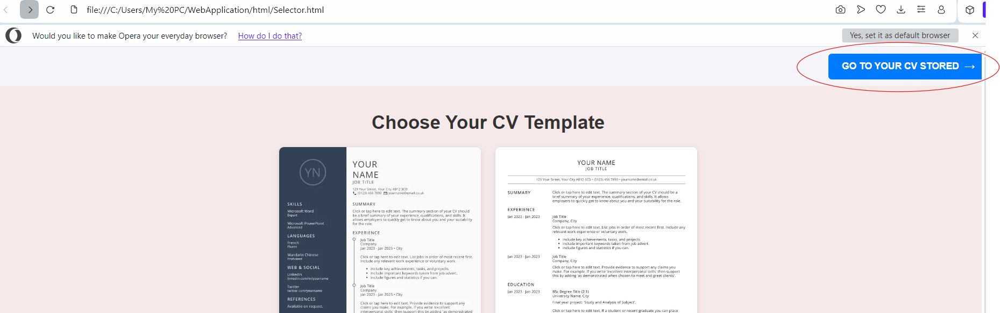 file:///C:/Users/My%20PC/WebApplication/html/Selector.html
Would you like to make Opera your everyday browser? How do I do that?
Yes, set it as default browser
GO TO YOUR CV STORED →
Choose Your CV Template
YN
SKILLS
Microsoft Word
Expert
Microsoft PowerPoint
Advanced
LANGUAGES
French
Fluent
Mandarin Chinese
Proficient
WEB & SOCIAL
Linkedin
linkedin.com/in/yourname
Twitter
twitter.com/yourname
REFERENCES
Available on request.
YOUR
NAME
JOB TITLE
123 Your Street, Your City AB12 3CD
(0123) 456 7890 yourname@email.co.uk
SUMMARY
Click or tap here to edit text. The summary section of your CV should
be a brief summary of your experience, qualifications, and skills. It
allows employers to quickly get to know about you and your suitability
for the role.
EXPERIENCE
Job Title
Company
Jan 2023 - Jan 2023 • City
Click or tap here to edit text. List jobs in order of most recent first.
Include any relevant work experience or voluntary work.
• Include key achievements, tasks, and projects.
• Include important keywords taken from job advert.
• Include figures and statistics if you can.
Job Title
Company
Jan 2023 - Jan 2023 • City
Click or tap here to edit text. Provide evidence to support any
claims you make. For example, if you write 'excellent
interpersonal skills' then support this by adding 'as demonstrated
YOUR NAME
JOB TITLE
123 Your Street, Your City AB12 3CD • (0123) 456 7890 • yourname@email.co.uk
SUMMARY
Click or tap here to edit text. The summary section of your CV should be a
brief summary of your experience, qualifications, and skills. It allows
employers to quickly get to know about you and your suitability for the role.
EXPERIENCE
Jan 2023 - Jan 2023
Job Title
Company, City
Click or tap here to edit text. List jobs in order of most recent first. Include any
relevant work experience or voluntary work.
• Include key achievements, tasks, and projects.
• Include important keywords taken from job advert.
• Include figures and statistics if you can.
Jan 2023 - Jan 2023
Job Title
Company, City
Click or tap here to edit text. Provide evidence to support any claims you
make. For example, if you write 'excellent interpersonal skills' then support
this by adding 'as demonstrated when chosen to meet and greet clients'.
EDUCATION
Jan 2023 - Jan 2023
BSc Degree Title (2:1)
University Name, City
Final year project: 'Study and Analysis of Subject'.
Click or tap here to edit text. If a student or recent graduate you can place